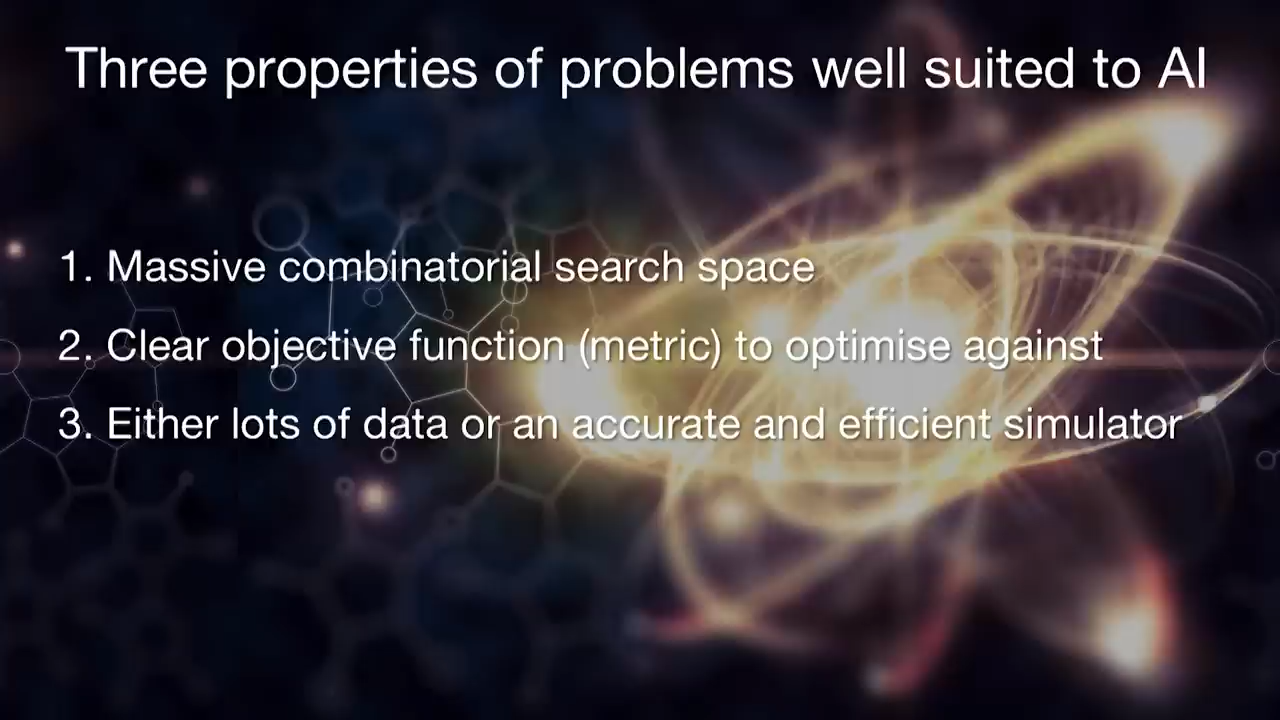 Three properties of problems well suited to AI
1. Massive combinatorial search space
2. Clear objective function (metric) to optimise against
3. Either lots of data or an accurate and efficient simulator